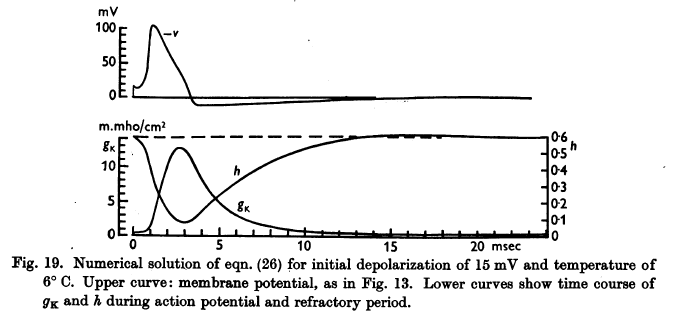 mV
100
–v
50
0
m.mho/cm²
gK
10
5
0
h
gK
0·6
h
0·5
0·4
0·3
0·2
0·1
0
0 5 10 15 20 msec
Fig. 19. Numerical solution of eqn. (26) for initial depolarization of 15 mV and temperature of
6° C. Upper curve: membrane potential, as in Fig. 13. Lower curves show time course of
gK and h during action potential and refractory period.